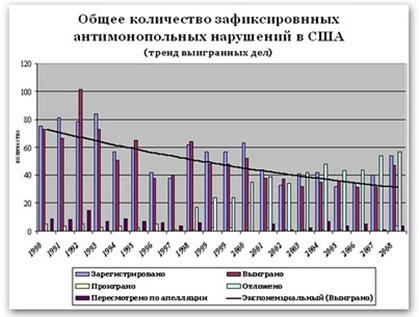 Общее количество зафиксировнных
антимонопольных нарушений в США
(тренд выигранных дел)
количество
120
100
80
60
40
20
0
1990 1991 1992 1993 1994 1995 1996 1997 1998 1999 1999 2000 2001 2002 2003 2004 2005 2006 2007 2008
Зарегистрировано Выиграно
Проиграно Отложено
Пересмотрено по апелляции Экспоненциальный (Выиграно)